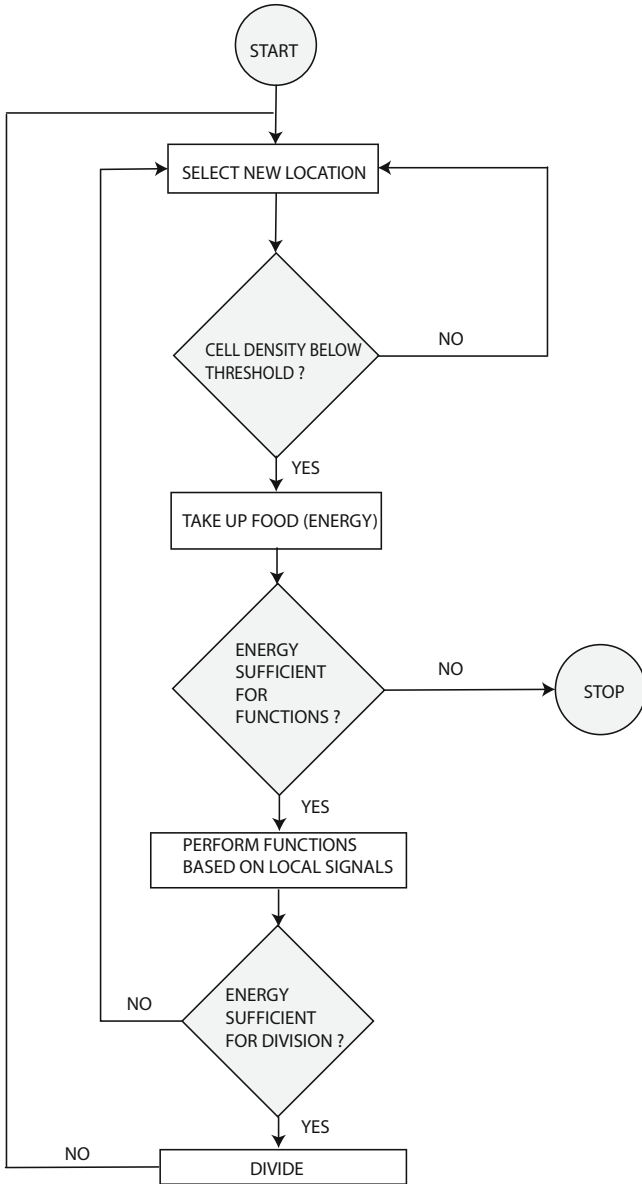 START
SELECT NEW LOCATION
CELL DENSITY BELOW
THRESHOLD ?
NO
YES
TAKE UP FOOD (ENERGY)
ENERGY
SUFFICIENT
FOR
FUNCTIONS ?
NO
STOP
YES
PERFORM FUNCTIONS
BASED ON LOCAL SIGNALS
ENERGY
SUFFICIENT
FOR DIVISION ?
NO
YES
NO
DIVIDE